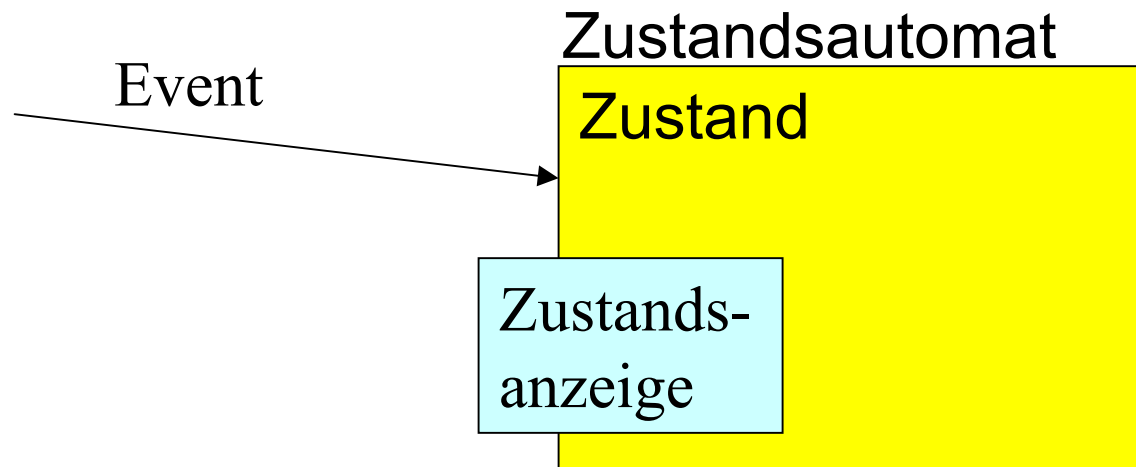 Zustandsautomat
Event
Zustand
Zustands-
anzeige